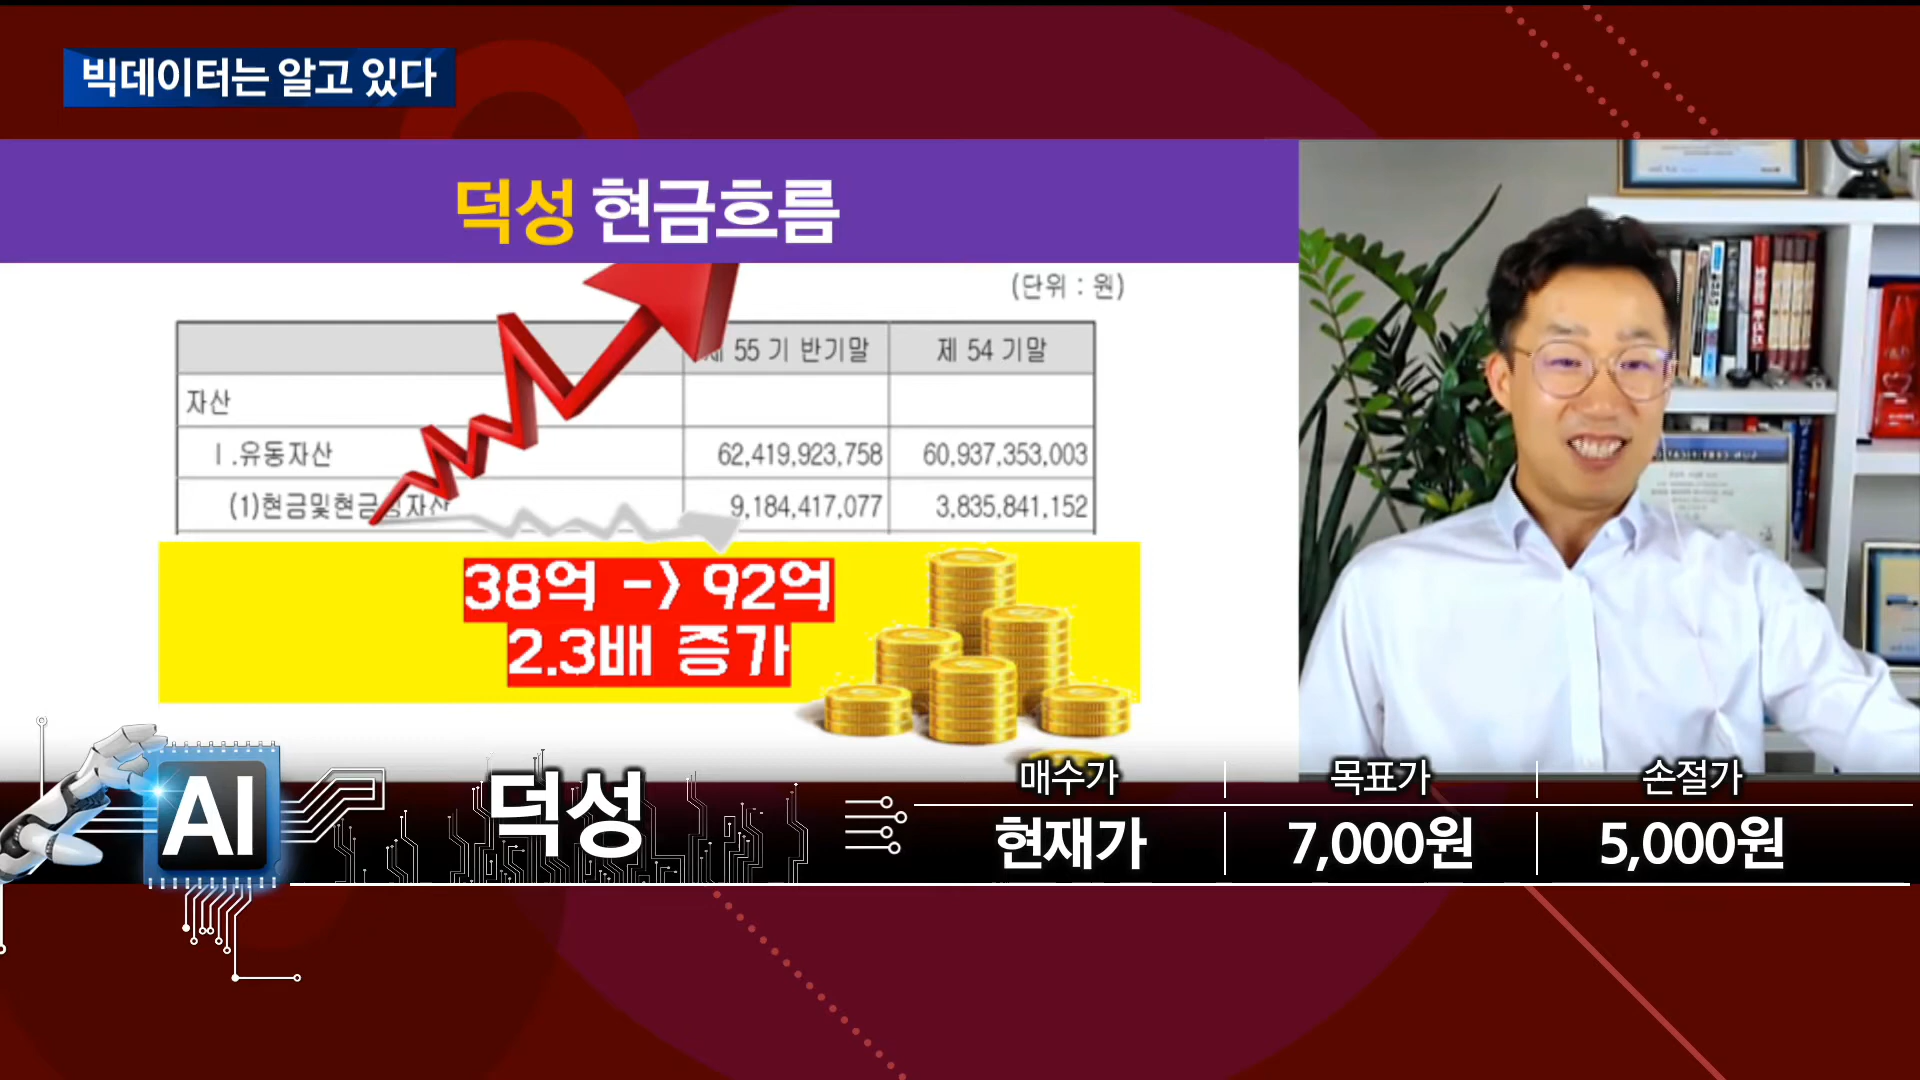 빅데이터는 알고 있다
덕성 현금흐름
(단위 : 원)
제 55 기 반기말 제 54 기말
자산
Ⅰ.유동자산 62,419,923,758 60,937,353,003
(1)현금및현금성자산 9,184,417,077 3,835,841,152
38억 -> 92억
2.3배 증가
AI
덕성
매수가 목표가 손절가
현재가 7,000원 5,000원